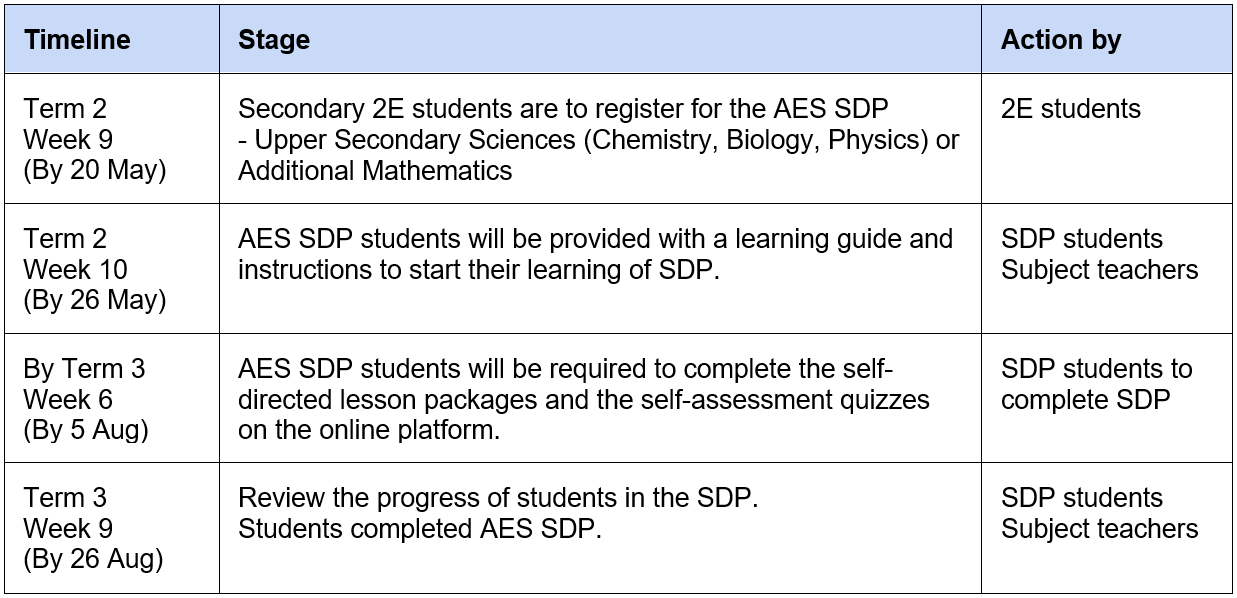 Timeline
Stage
Action by
Term 2
Week 9
(By 20 May)
Secondary 2E students are to register for the AES SDP
- Upper Secondary Sciences (Chemistry, Biology, Physics) or
Additional Mathematics
2E students
Term 2
Week 10
(By 26 May)
AES SDP students will be provided with a learning guide and
instructions to start their learning of SDP.
SDP students
Subject teachers
By Term 3
Week 6
(By 5 Aug)
AES SDP students will be required to complete the self-
directed lesson packages and the self-assessment quizzes
on the online platform.
SDP students to
complete SDP
Term 3
Week 9
(By 26 Aug)
Review the progress of students in the SDP.
Students completed AES SDP.
SDP students
Subject teachers